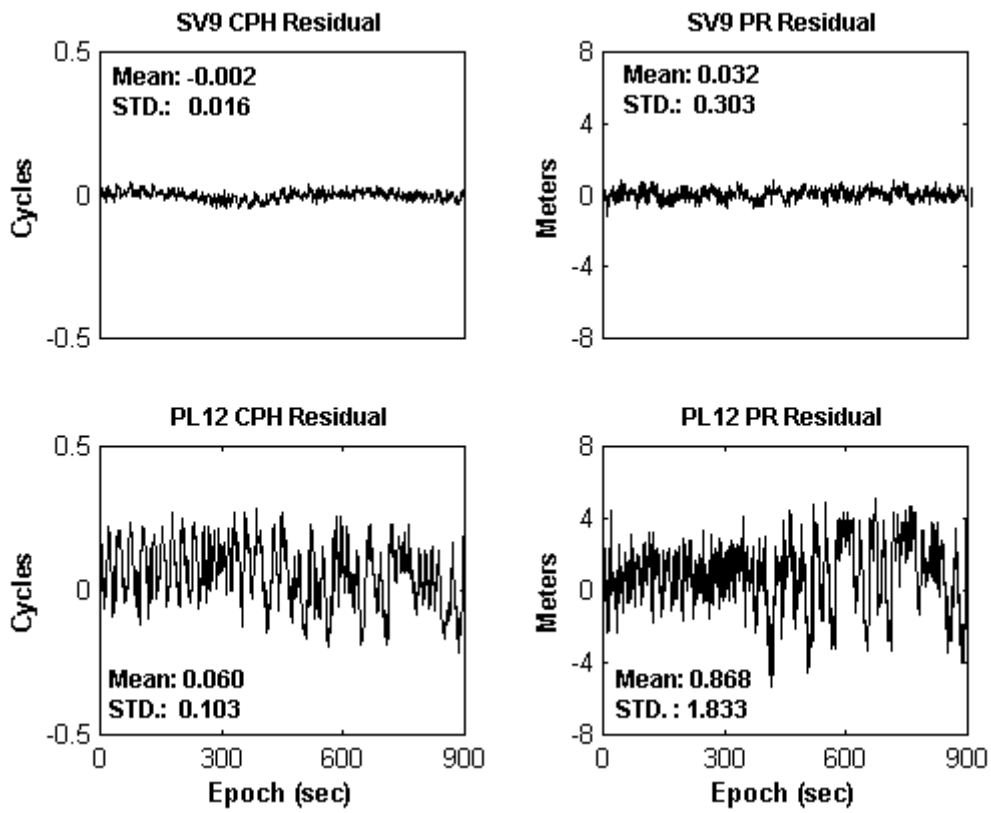 SV9 CPH Residual
SV9 PR Residual
0.5
Mean: -0.002
STD.: 0.016
Cycles
0
-0.5
8
Mean: 0.032
STD.: 0.303
4
Meters
0
-4
-8
PL12 CPH Residual
PL12 PR Residual
0.5
Cycles
0
Mean: 0.060
STD.: 0.103
-0.5
0
300
600
900
Epoch (sec)
8
4
Meters
0
-4
Mean: 0.868
STD. : 1.833
-8
0
300
600
900
Epoch (sec)